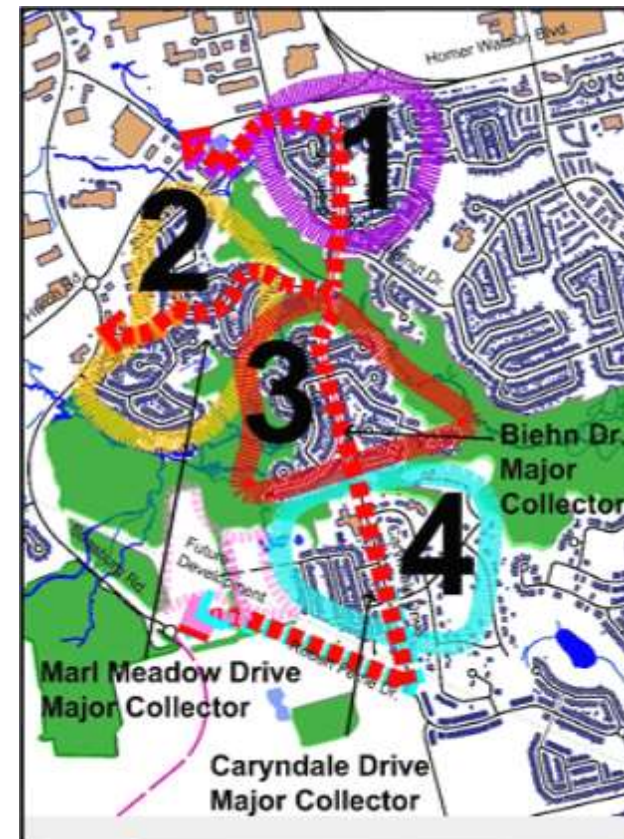 Homer Watson Blvd.
1
2
3
Biehn Dr.
Major
Collector
4
Future
Development
Marl Meadow Drive
Major Collector
Caryndale Drive
Major Collector